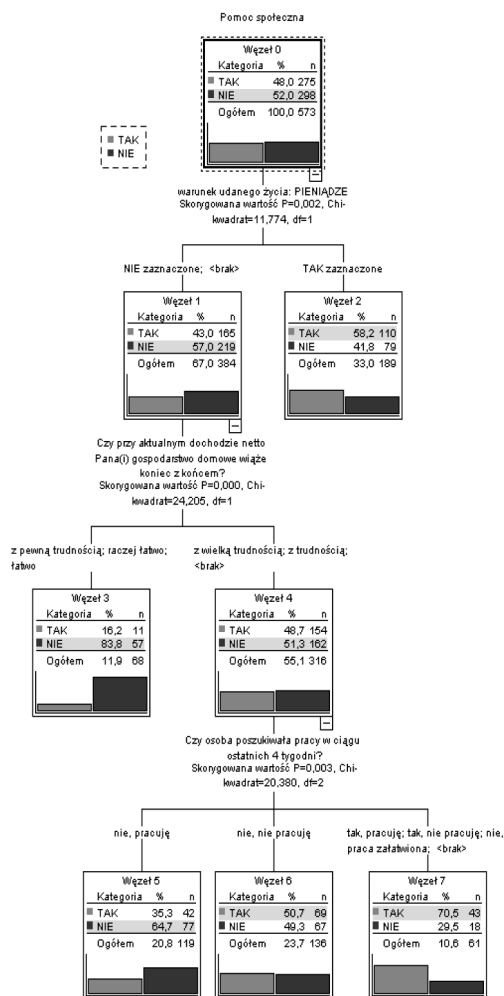 Pomoc społeczna
Węzeł 0
Kategoria % n
TAK 48,0 275
NIE 52,0 298
Ogółem 100,0 573
TAK
NIE
warunek udanego życia: PIENIĄDZE
Skorygowana wartość P=0,002, Chi-
kwadrat=11,774, df=1
NIE zaznaczone; <brak>
TAK zaznaczone
Węzeł 1
Kategoria % n
TAK 43,0 165
NIE 57,0 219
Ogółem 67,0 384
Węzeł 2
Kategoria % n
TAK 58,2 110
NIE 41,8 79
Ogółem 33,0 189
Czy przy aktualnym dochodzie netto
Pana(i) gospodarstwo domowe wiąże
koniec z końcem?
Skorygowana wartość P=0,000, Chi-
kwadrat=24,205, df=1
z pewną trudnością; raczej łatwo;
łatwo
z wielką trudnością; z trudnością;
<brak>
Węzeł 3
Kategoria % n
TAK 16,2 11
NIE 83,8 57
Ogółem 11,9 68
Węzeł 4
Kategoria % n
TAK 48,7 154
NIE 51,3 162
Ogółem 55,1 316
Czy osoba poszukiwała pracy w ciągu
ostatnich 4 tygodni?
Skorygowana wartość P=0,003, Chi-
kwadrat=20,380, df=2
nie, pracuję
nie, nie pracuję
tak, pracuję; tak, nie pracuję; nie,
praca załatwiona; <brak>
Węzeł 5
Kategoria % n
TAK 35,3 42
NIE 64,7 77
Ogółem 20,8 119
Węzeł 6
Kategoria % n
TAK 50,7 69
NIE 49,3 67
Ogółem 23,7 136
Węzeł 7
Kategoria % n
TAK 70,5 43
NIE 29,5 18
Ogółem 10,6 61